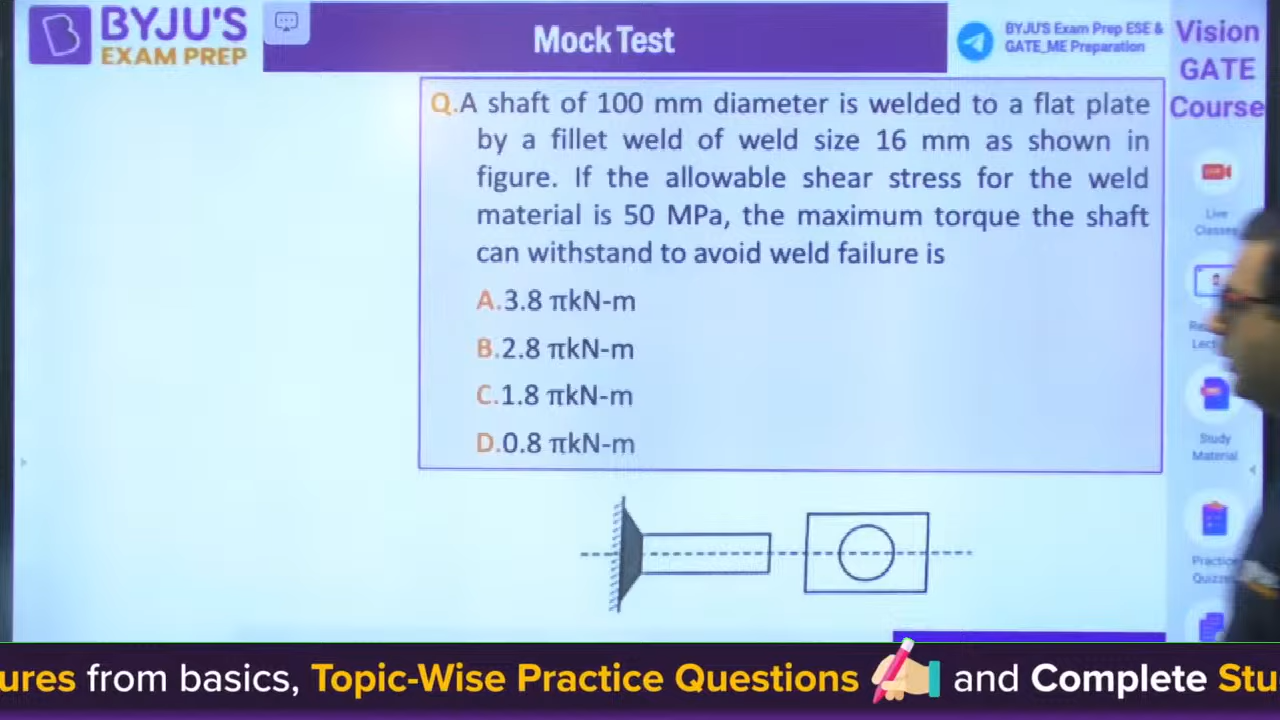 BYJU'S
EXAM PREP
Mock Test
BYJU'S Exam Prep ESE &
GATE_ME Preparation
Vision
GATE
Course
Q.A shaft of 100 mm diameter is welded to a flat plate
by a fillet weld of weld size 16 mm as shown in
figure. If the allowable shear stress for the weld
material is 50 MPa, the maximum torque the shaft
can withstand to avoid weld failure is
A.3.8 πkN-m
B.2.8 πkN-m
C.1.8 πkN-m
D.0.8 πkN-m
Live
Classes
Study
Material
Practice
Quizzes
ures from basics, Topic-Wise Practice Questions and Complete Stu